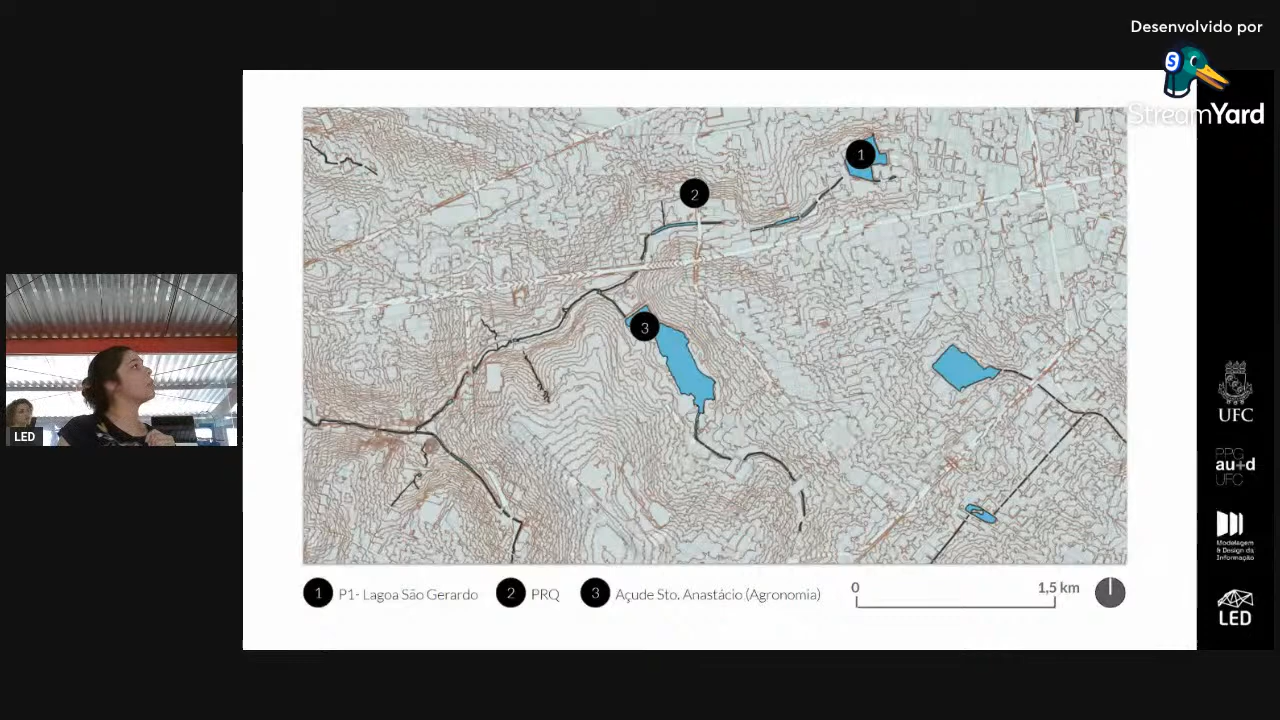 Desenvolvido por
StreamYard
1
2
3
LED
UFC
PPG
au+d
UFC
Modelagem
& Design da
Informação
LED
1 P1- Lagoa São Gerardo 2 PRQ 3 Açude Sto. Anastácio (Agronomia)
0 1,5 km